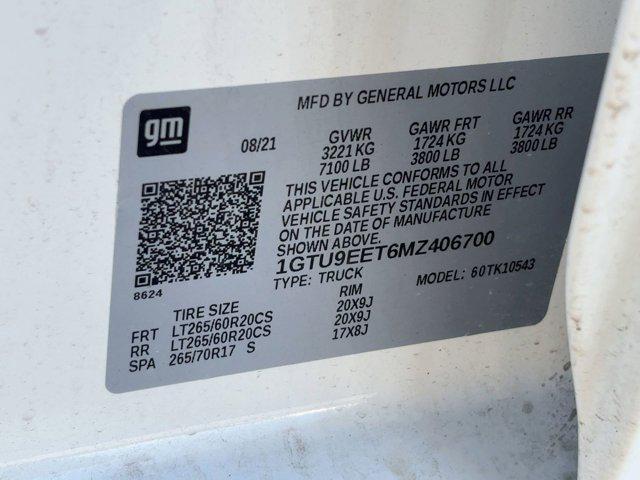 MFD BY GENERAL MOTORS LLC
gm
08/21
GVWR GAWR FRT GAWR RR
3221 KG 1724 KG 1724 KG
7100 LB 3800 LB 3800 LB
THIS VEHICLE CONFORMS TO ALL
APPLICABLE U.S. FEDERAL MOTOR
VEHICLE SAFETY STANDARDS IN EFFECT
ON THE DATE OF MANUFACTURE
SHOWN ABOVE.
1GTU9EET6MZ406700
8624
TYPE: TRUCK MODEL: 60TK10543
TIRE SIZE RIM
FRT LT265/60R20CS 20X9J
RR LT265/60R20CS 20X9J
SPA 265/70R17 S 17X8J